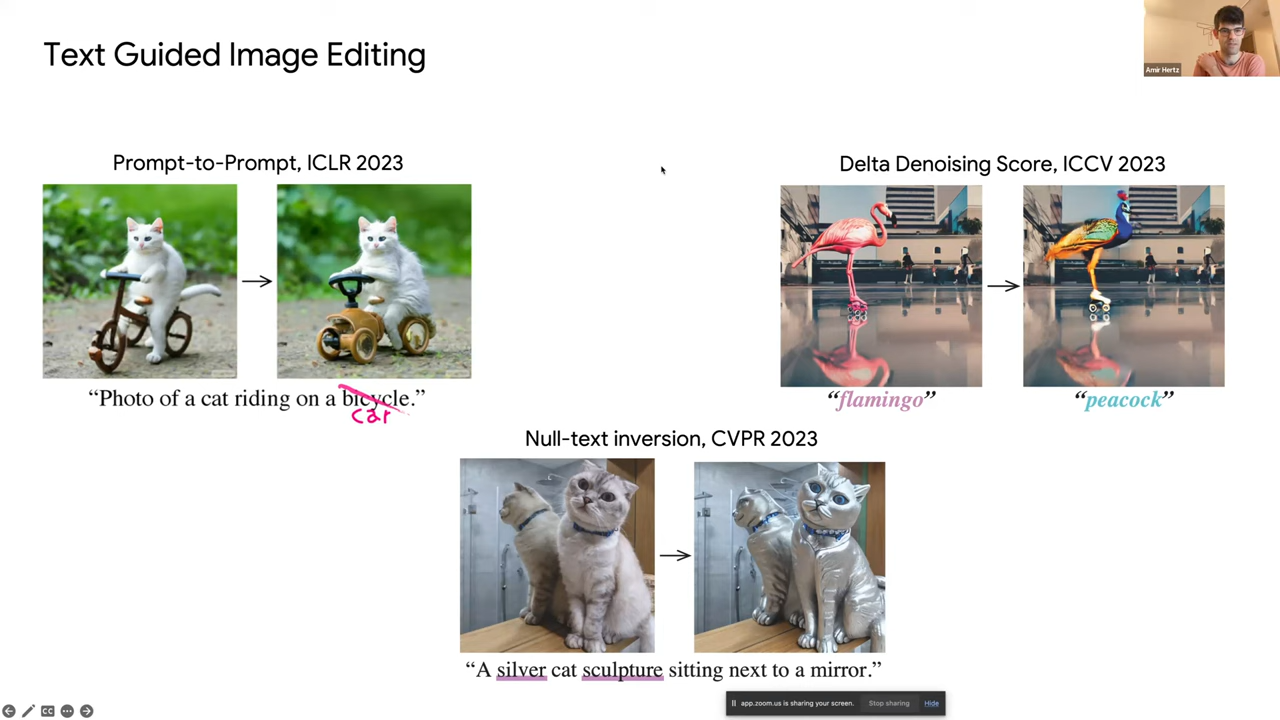 Text Guided Image Editing
Amir Hertz
Prompt-to-Prompt, ICLR 2023
Delta Denoising Score, ICCV 2023
“Photo of a cat riding on a bicycle.”
car
“flamingo”
“peacock”
Null-text inversion, CVPR 2023
“A silver cat sculpture sitting next to a mirror.”
app.zoom.us is sharing your screen.
Stop sharing
Hide
CC